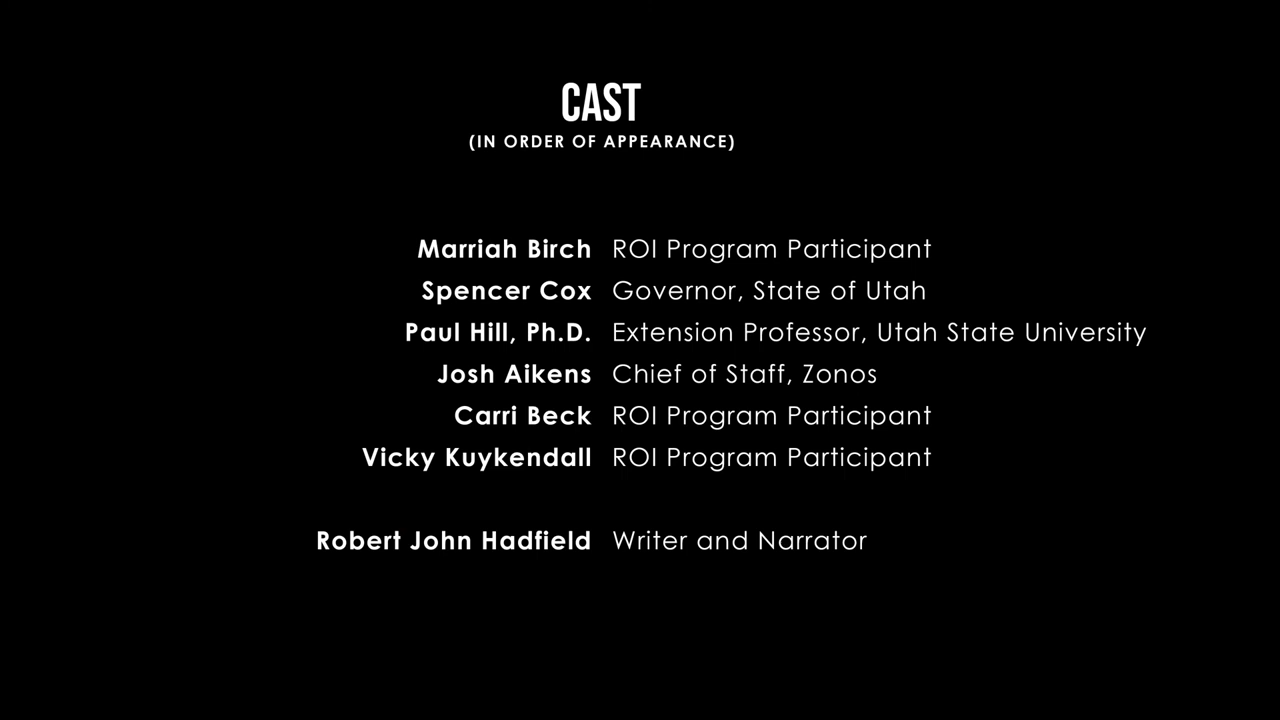 CAST
(IN ORDER OF APPEARANCE)
Marriah Birch ROI Program Participant
Spencer Cox Governor, State of Utah
Paul Hill, Ph.D. Extension Professor, Utah State University
Josh Aikens Chief of Staff, Zonos
Carri Beck ROI Program Participant
Vicky Kuykendall ROI Program Participant
Robert John Hadfield Writer and Narrator